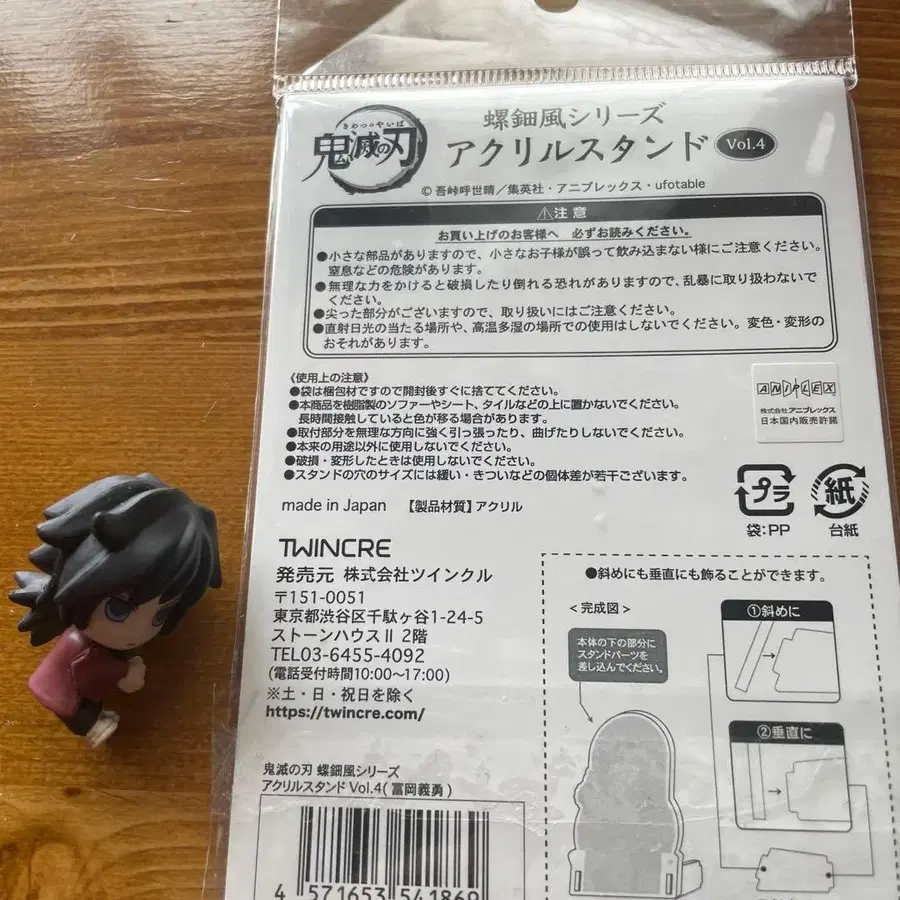 きめつのやいば
鬼滅の刃
螺鈿風シリーズ
アクリルスタンド Vol.4
© 吾峠呼世晴／集英社・アニプレックス・ufotable
⚠注意
お買い上げのお客様へ 必ずお読みください。
●小さな部品がありますので、小さなお子様が誤って飲み込まない様にご注意ください。
窒息などの危険があります。
●無理な力をかけると破損したり倒れる恐れがありますので、乱暴に取り扱わないで
ください。
●尖った部分がございますので、取り扱いにはご注意ください。
●直射日光の当たる場所や、高温多湿の場所での使用はしないでください。変色・変形の
おそれがあります。
《使用上の注意》
●袋は梱包材ですので開封後すぐに捨ててください。
●本商品を樹脂製のソファーやシート、タイルなどの上に置かないでください。
長時間接触していると色が移る場合があります。
●取付部分を無理な方向に強く引っ張ったり、曲げたりしないでください。
●本来の用途以外に使用しないでください。
●破損・変形したときは使用しないでください。
●スタンドの穴のサイズには緩い・きついなどの個体差が若干ございます。
ANIPLEX
株式会社アニプレックス
日本国内販売許諾
made in Japan 【製品材質】アクリル
プラ
袋:PP
紙
台紙
TWINCRE
発売元 株式会社ツインクル
〒151-0051
東京都渋谷区千駄ヶ谷1-24-5
ストーンハウスⅡ 2階
TEL03-6455-4092
(電話受付時間10:00〜17:00)
※土・日・祝日を除く
https://twincre.com/
●斜めにも垂直にも飾ることができます。
<完成図>
本体の下の部分に
スタンドパーツを
差し込んでください。
①斜めに
②垂直に
鬼滅の刃 螺鈿風シリーズ
アクリルスタンド Vol.4(冨岡義勇)
4 571653 541869